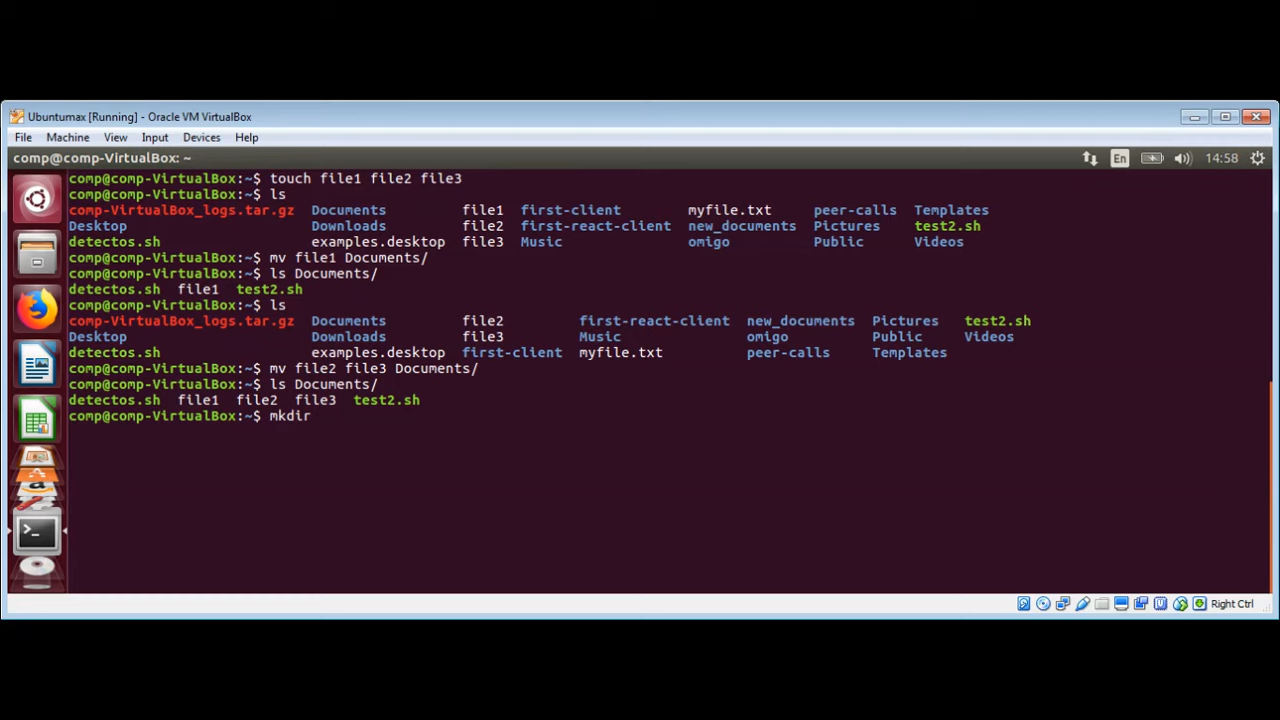 Ubuntumax [Running] - Oracle VM VirtualBox
File Machine View Input Devices Help
comp@comp-VirtualBox: ~ En 14:58
comp@comp-VirtualBox:~$ touch file1 file2 file3
comp@comp-VirtualBox:~$ ls
comp-VirtualBox_logs.tar.gz Documents file1 first-client myfile.txt peer-calls Templates
Desktop Downloads file2 first-react-client new_documents Pictures test2.sh
detectos.sh examples.desktop file3 Music omigo Public Videos
comp@comp-VirtualBox:~$ mv file1 Documents/
comp@comp-VirtualBox:~$ ls Documents/
detectos.sh file1 test2.sh
comp@comp-VirtualBox:~$ ls
comp-VirtualBox_logs.tar.gz Documents file2 first-react-client new_documents Pictures test2.sh
Desktop Downloads file3 Music omigo Public Videos
detectos.sh examples.desktop first-client myfile.txt peer-calls Templates
comp@comp-VirtualBox:~$ mv file2 file3 Documents/
comp@comp-VirtualBox:~$ ls Documents/
detectos.sh file1 file2 file3 test2.sh
comp@comp-VirtualBox:~$ mkdir
Right Ctrl